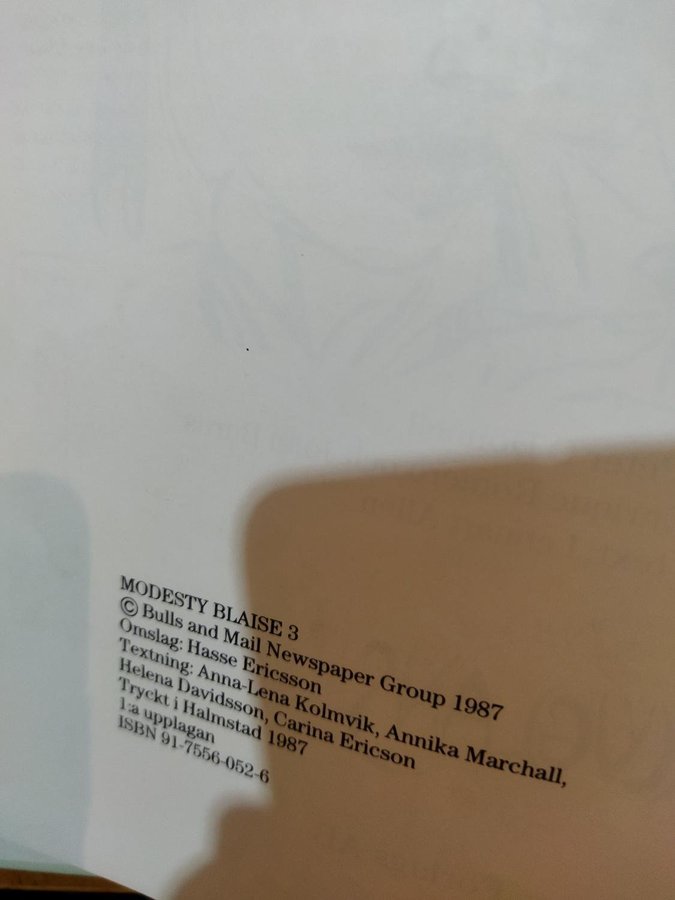 MODESTY BLAISE 3
© Bulls and Mail Newspaper Group 1987
Omslag: Hasse Ericsson
Textning: Anna-Lena Kolmvik, Annika Marchall,
Helena Davidsson, Carina Ericson
Tryckt i Halmstad 1987
1:a upplagan
ISBN 91-7556-052-6